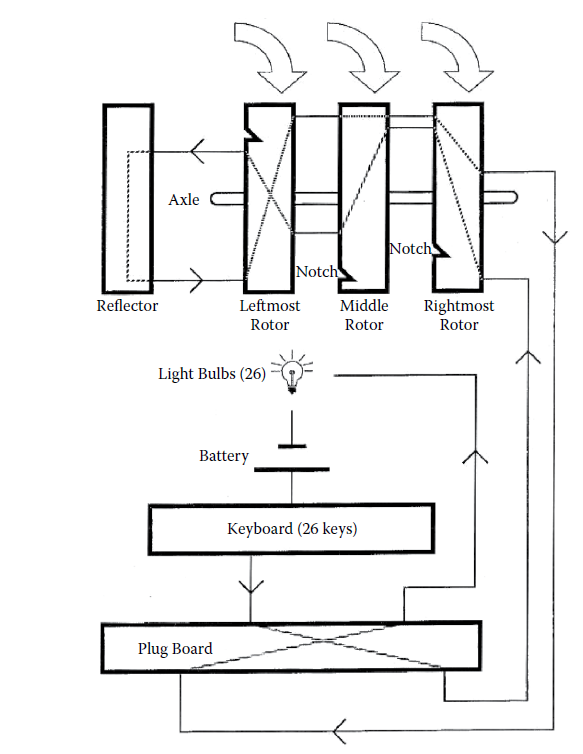 Axle
Notch
Notch
Reflector
Leftmost
Rotor
Middle
Rotor
Rightmost
Rotor
Light Bulbs (26)
Battery
Keyboard (26 keys)
Plug Board